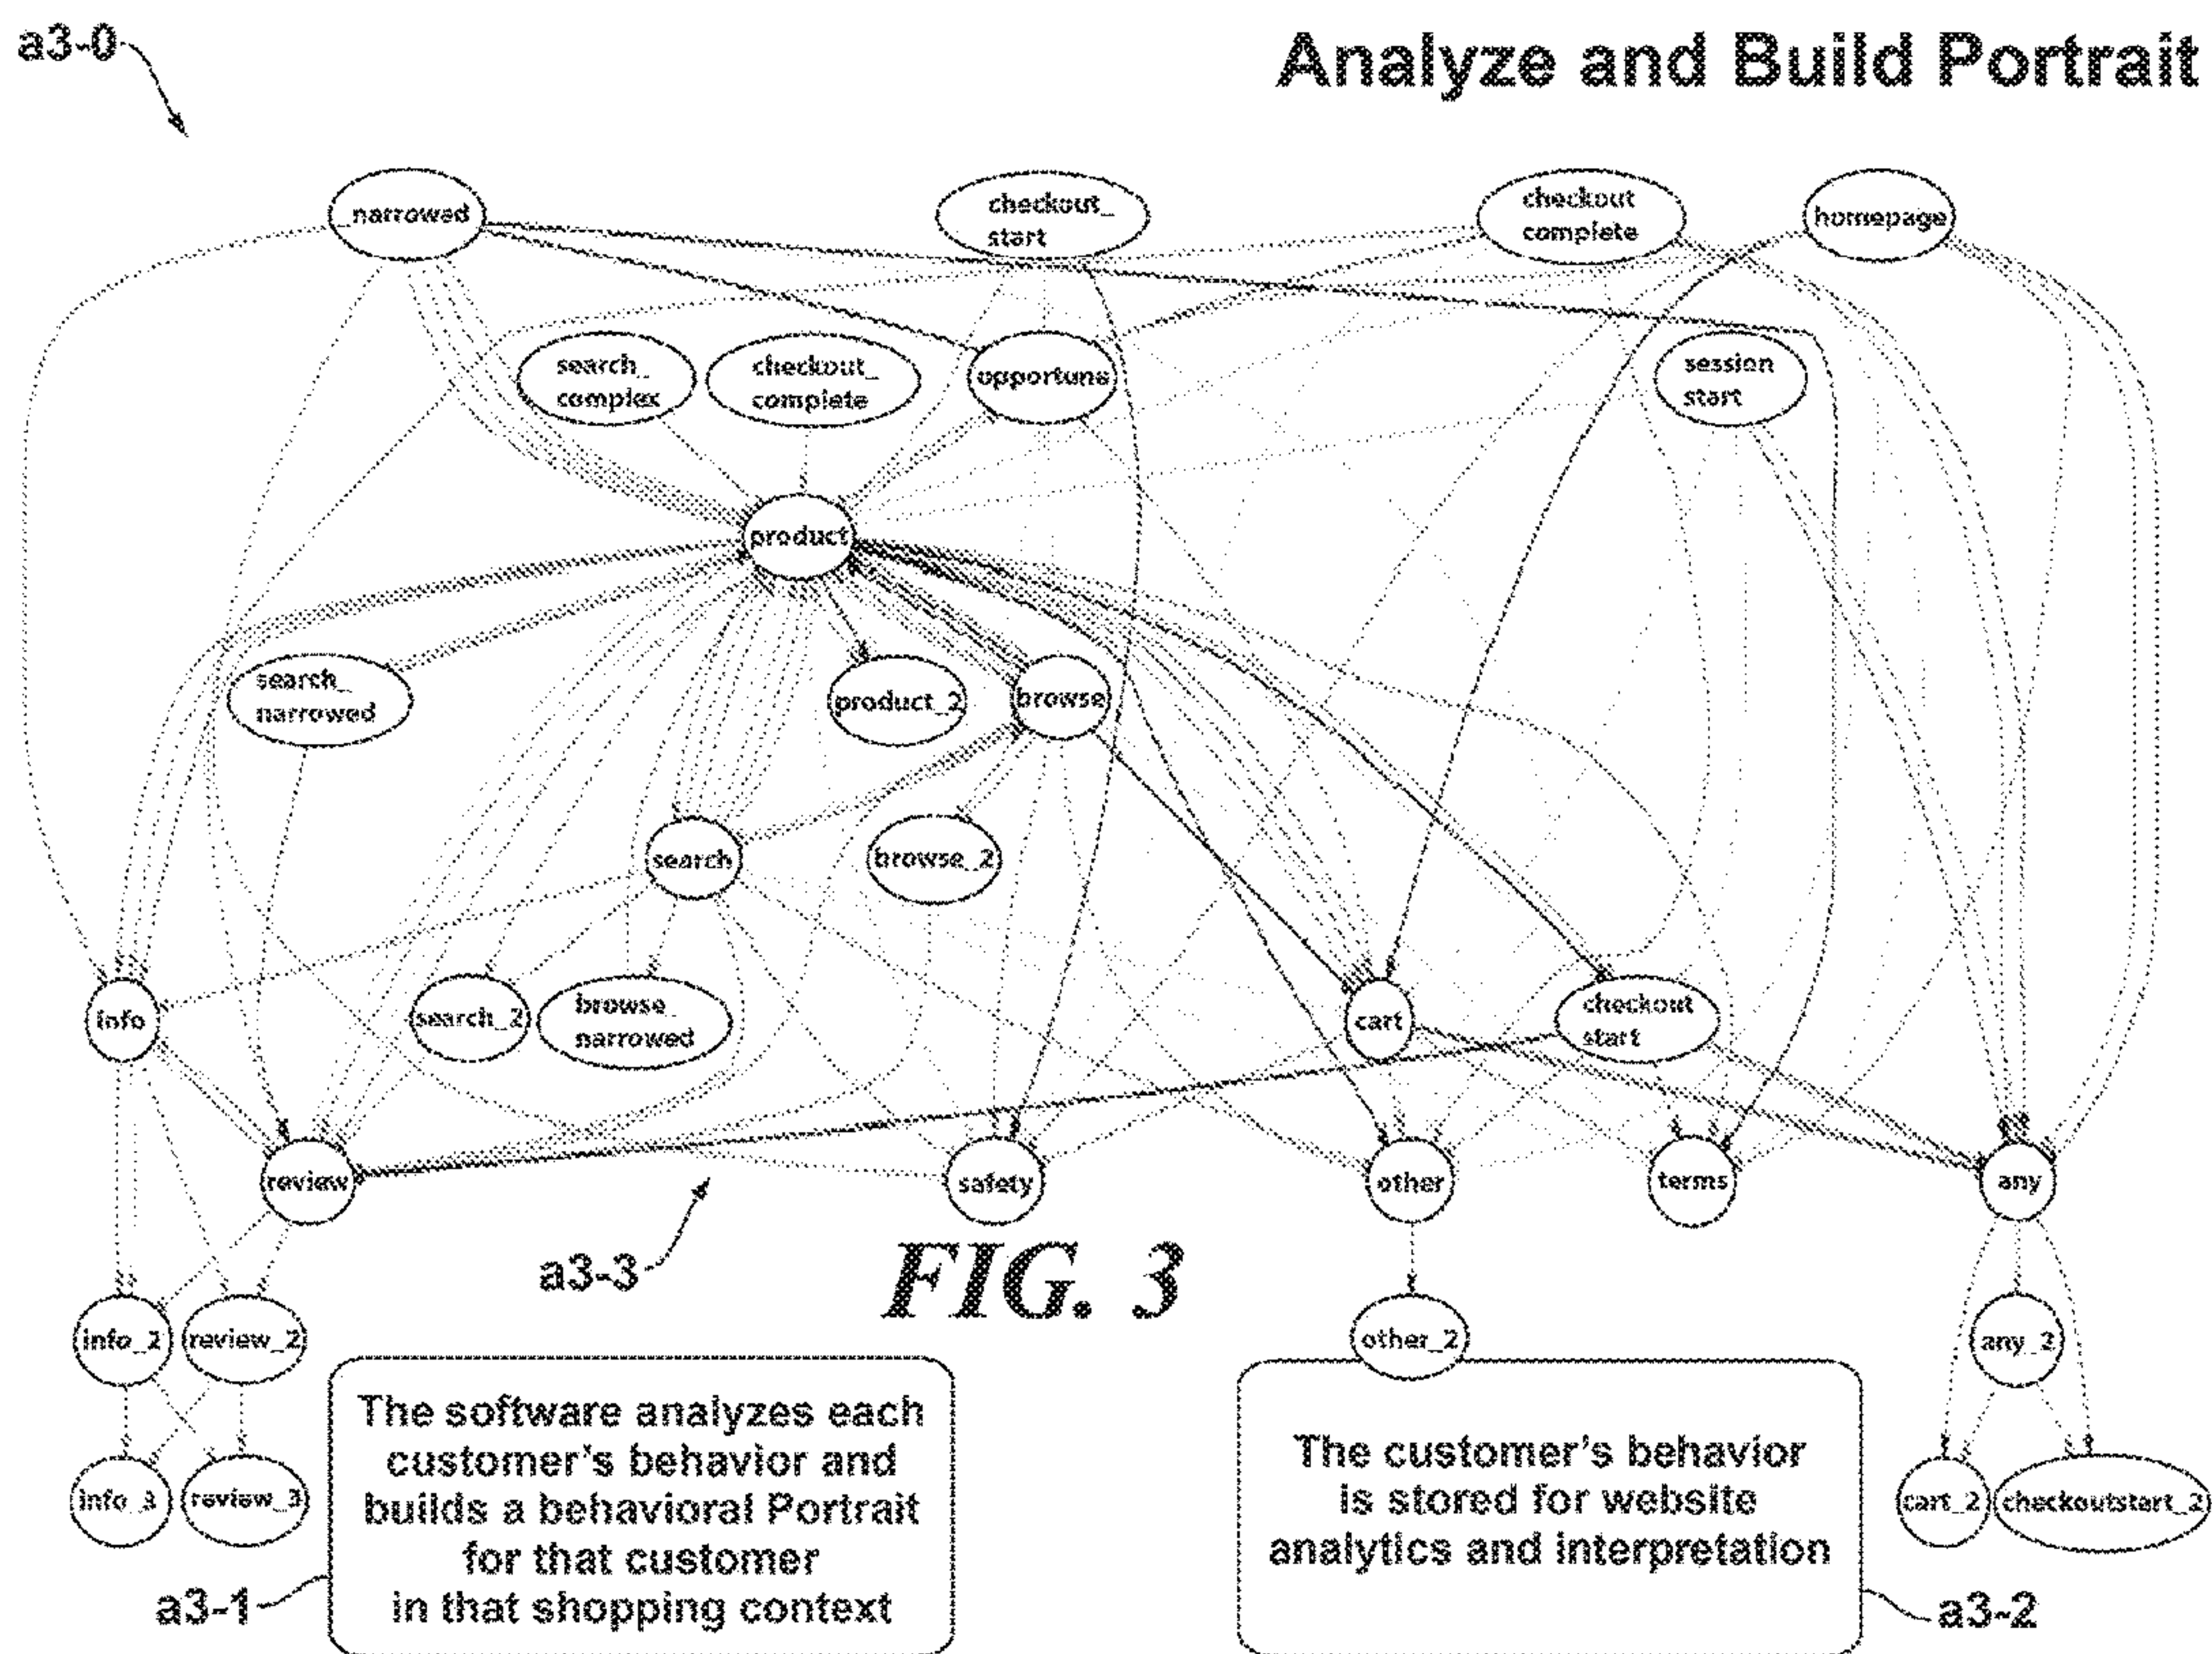 a3-0
Analyze and Build Portrait
_narrowed
checkout_
start
checkout
complete
homepage
search_
complex
checkout_
complete
opportune
session
start
product
search_
narrowed
product_2
browse
search
browse_2
info
search_2
browse_
narrowed
cart
checkout
start
review
safety
other
terms
any
a3-3
FIG. 3
info_2
review_2
other_2
any_2
The software analyzes each
customer's behavior and
builds a behavioral Portrait
for that customer
in that shopping context
The customer's behavior
is stored for website
analytics and interpretation
info_3
review_3
cart_2
checkoutstart_2
a3-1
a3-2